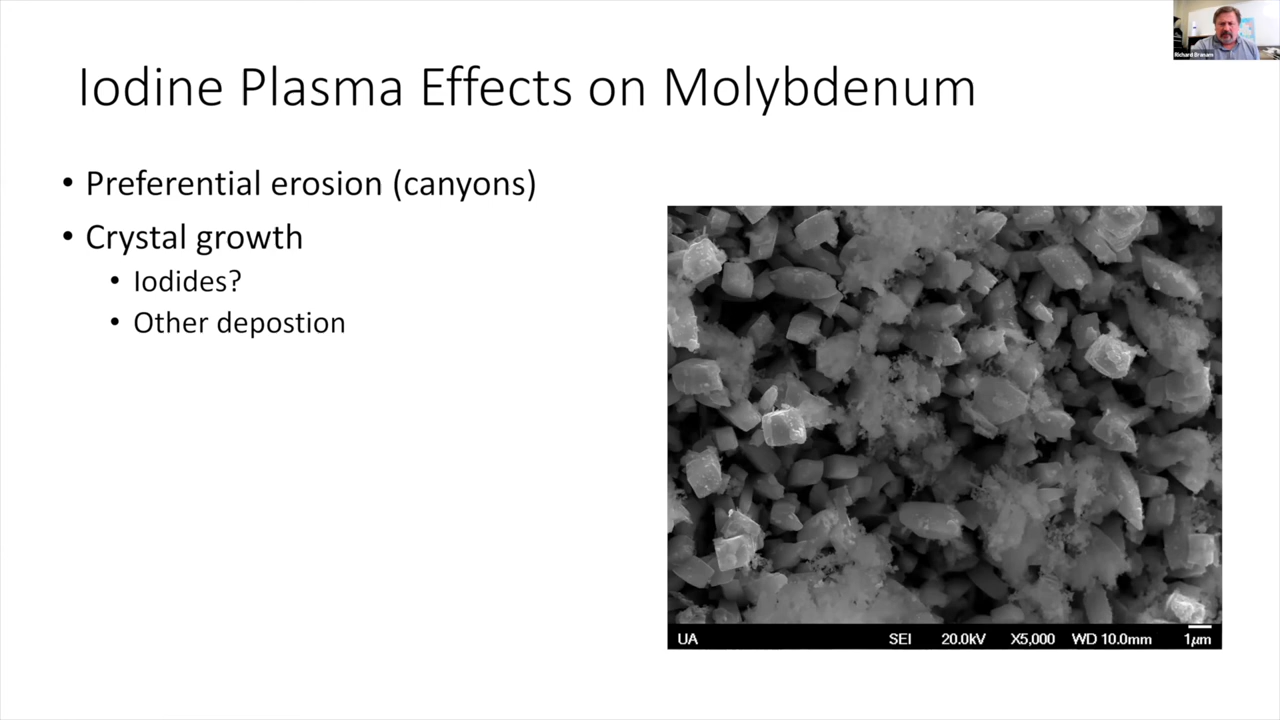 Richard Branam
Iodine Plasma Effects on Molybdenum
• Preferential erosion (canyons)
• Crystal growth
• Iodides?
• Other depostion
UA SEI 20.0kV X5,000 WD 10.0mm 1µm